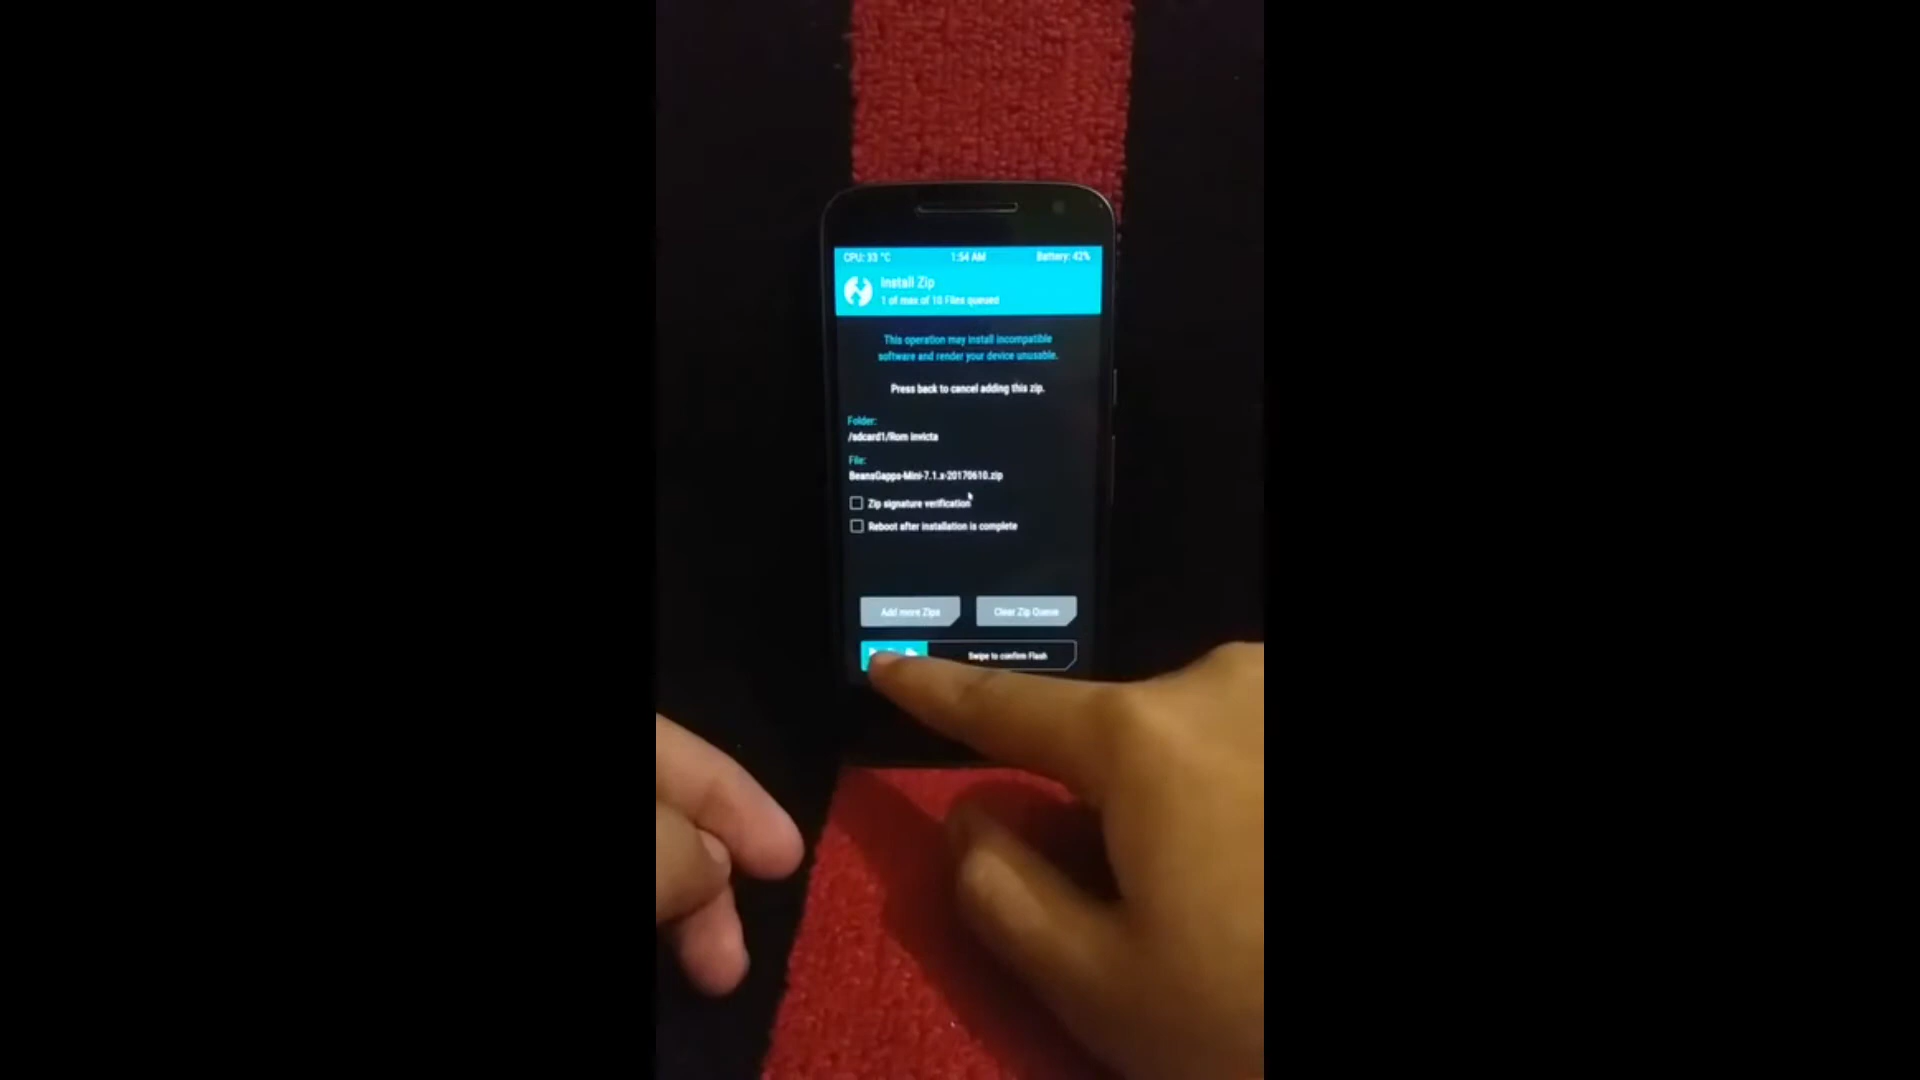 CPU: 33 °C 1:54 AM Battery: 42%
Install Zip
1 of max of 10 Files queued
This operation may install incompatible
software and render your device unusable.
Press back to cancel adding this zip.
Folder:
/sdcard1/Rom invicta
File:
BeansGapps-Mini-7.1.x-20170610.zip
Zip signature verification
Reboot after installation is complete
Add more Zips Clear Zip Queue
Swipe to confirm Flash